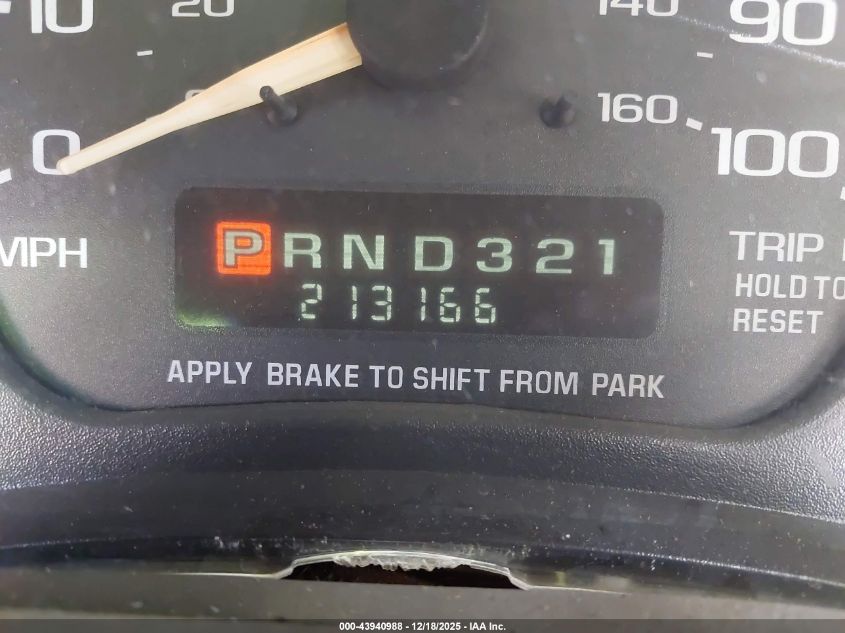 10 20 140 90
0 160 100
MPH PRND321 TRIP
213166 HOLD TO
RESET
APPLY BRAKE TO SHIFT FROM PARK
000-43940988 - 12/18/2025 - IAA Inc.